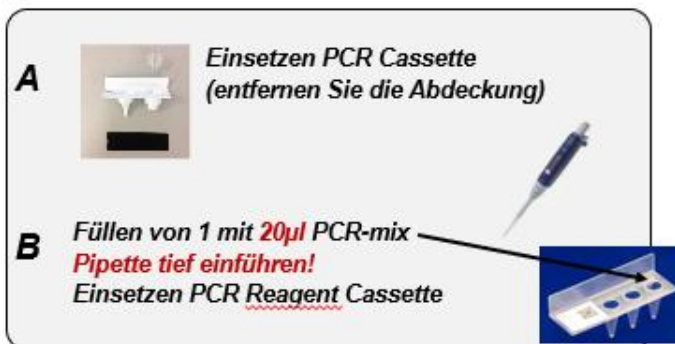 A
Einsetzen PCR Cassette
(entfernen Sie die Abdeckung)
B
Füllen von 1 mit 20µl PCR-mix
Pipette tief einführen!
Einsetzen PCR Reagent Cassette